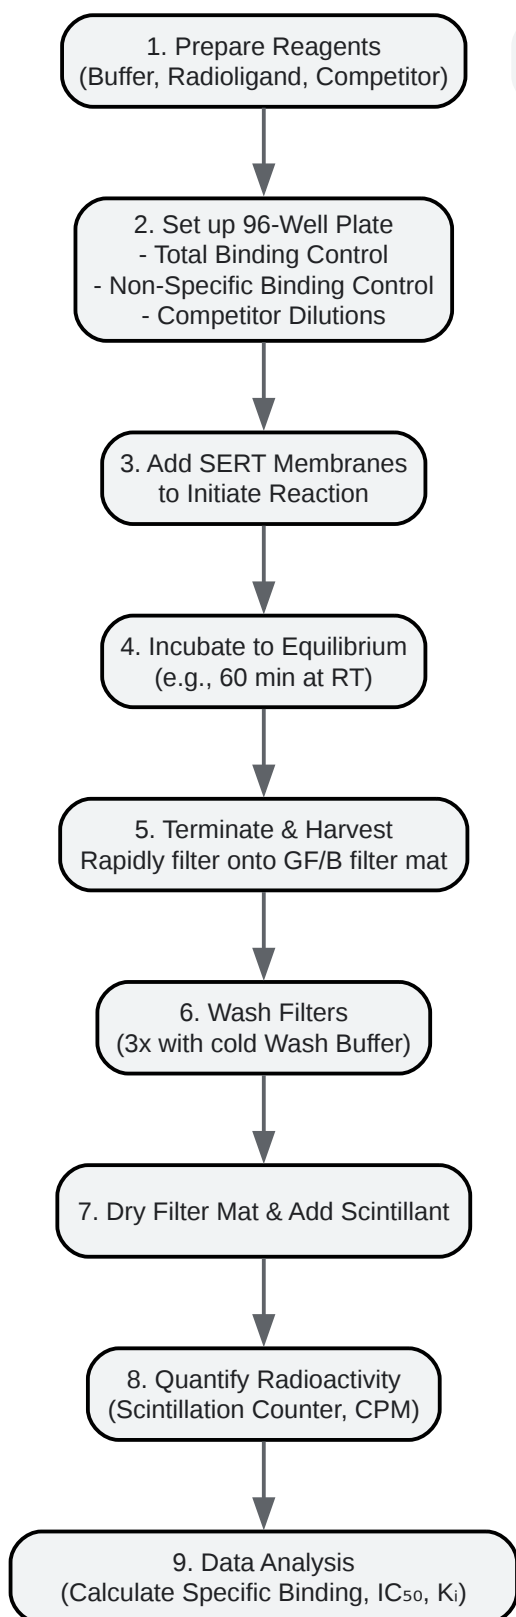 1. Prepare Reagents
(Buffer, Radioligand, Competitor)
2. Set up 96-Well Plate
- Total Binding Control
- Non-Specific Binding Control
- Competitor Dilutions
3. Add SERT Membranes
to Initiate Reaction
4. Incubate to Equilibrium
(e.g., 60 min at RT)
5. Terminate & Harvest
Rapidly filter onto GF/B filter mat
6. Wash Filters
(3x with cold Wash Buffer)
7. Dry Filter Mat & Add Scintillant
8. Quantify Radioactivity
(Scintillation Counter, CPM)
9. Data Analysis
(Calculate Specific Binding, IC₅₀, Kᵢ)